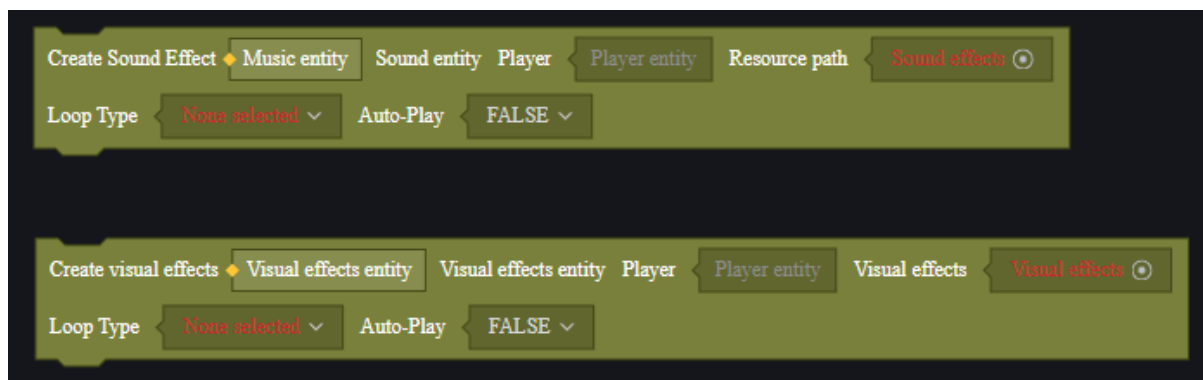 Create Sound Effect Music entity Sound entity Player Player entity Resource path Sound effects
Loop Type None selected Auto-Play FALSE
Create visual effects Visual effects entity Visual effects entity Player Player entity Visual effects Visual effects
Loop Type None selected Auto-Play FALSE